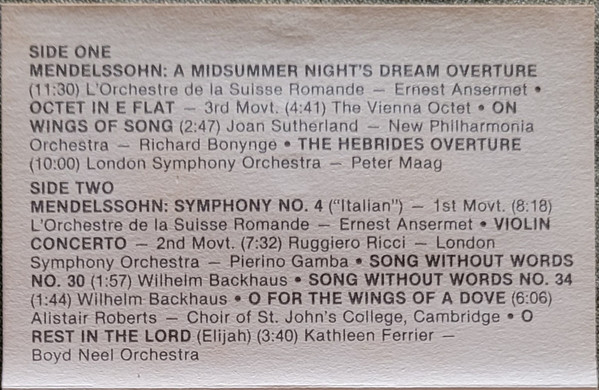 SIDE ONE
MENDELSSOHN: A MIDSUMMER NIGHT'S DREAM OVERTURE
(11:30) L'Orchestre de la Suisse Romande – Ernest Ansermet •
OCTET IN E FLAT – 3rd Movt. (4:41) The Vienna Octet • ON
WINGS OF SONG (2:47) Joan Sutherland – New Philharmonia
Orchestra – Richard Bonynge • THE HEBRIDES OVERTURE
(10:00) London Symphony Orchestra – Peter Maag
SIDE TWO
MENDELSSOHN: SYMPHONY NO. 4 ("Italian") – 1st Movt. (8:18)
L'Orchestre de la Suisse Romande – Ernest Ansermet • VIOLIN
CONCERTO – 2nd Movt. (7:32) Ruggiero Ricci – London
Symphony Orchestra – Pierino Gamba • SONG WITHOUT WORDS
NO. 30 (1:57) Wilhelm Backhaus • SONG WITHOUT WORDS NO. 34
(1:44) Wilhelm Backhaus • O FOR THE WINGS OF A DOVE (6:06)
Alistair Roberts – Choir of St. John's College, Cambridge • O
REST IN THE LORD (Elijah) (3:40) Kathleen Ferrier –
Boyd Neel Orchestra